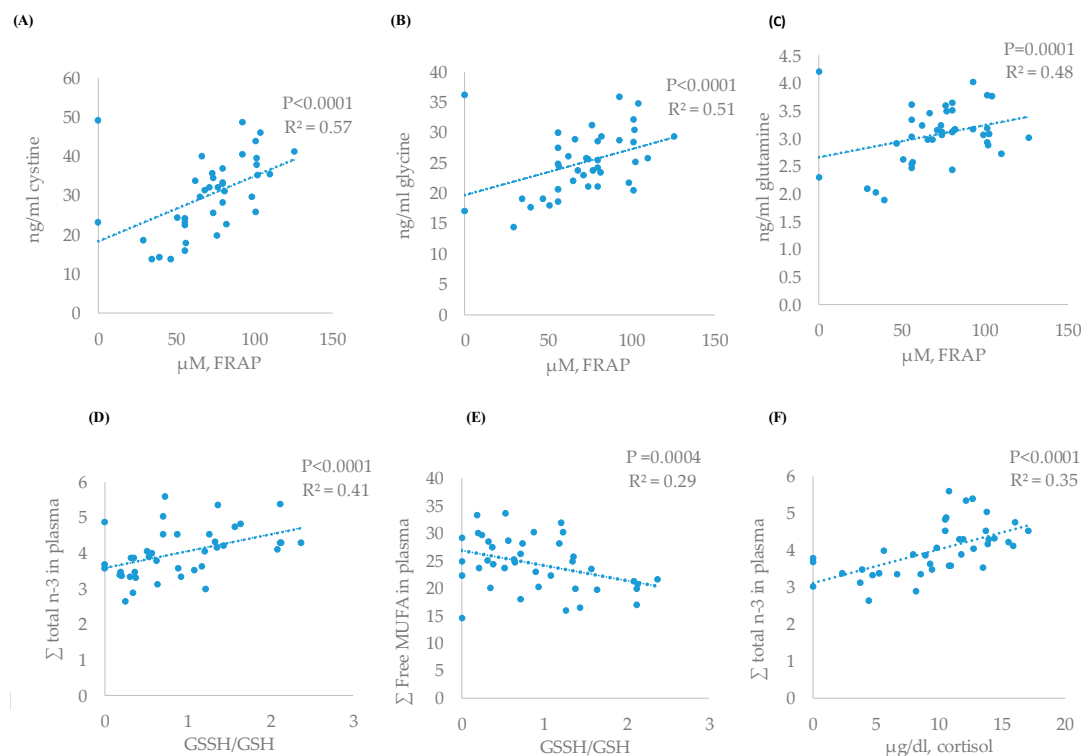 (A)
P<0.0001
R² = 0.57
ng/ml cystine
60
50
40
30
20
10
0
0
50
100
150
µM, FRAP
(B)
P<0.0001
R² = 0.51
ng/ml glycine
40
35
30
25
20
15
10
5
0
0
50
100
150
µM, FRAP
(C)
P=0.0001
R² = 0.48
ng/ml glutamine
4.5
4.0
3.5
3.0
2.5
2.0
1.5
1.0
0.5
0.0
0
50
100
150
µM, FRAP
(D)
P<0.0001
R² = 0.41
∑ total n-3 in plasma
6
5
4
3
2
1
0
0
1
2
3
GSSH/GSH
(E)
P =0.0004
R² = 0.29
∑ Free MUFA in plasma
40
35
30
25
20
15
10
5
0
0
1
2
3
GSSH/GSH
(F)
P<0.0001
R² = 0.35
∑ total n-3 in plasma
6
5
4
3
2
1
0
0
5
10
15
20
µg/dl, cortisol